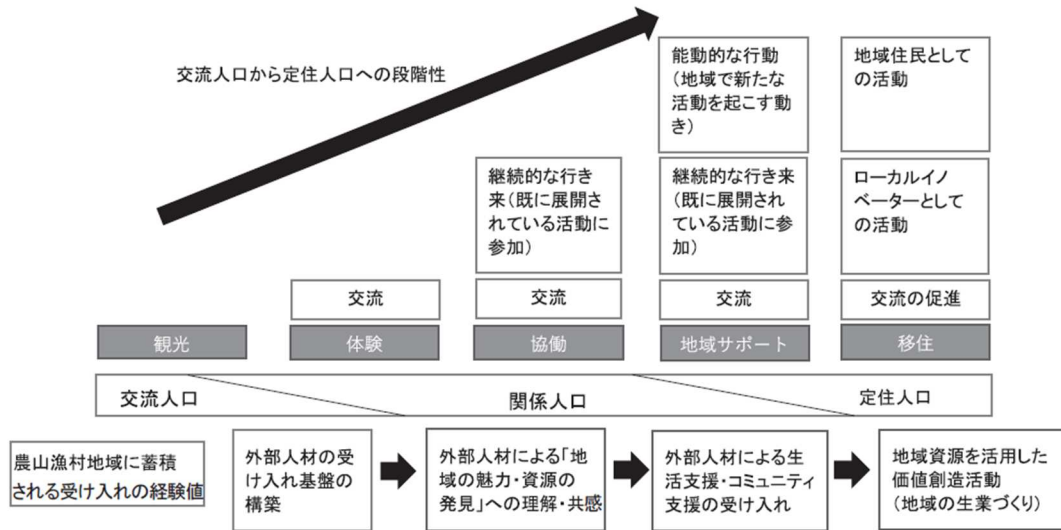 交流人口から定住人口への段階性
能動的な行動
(地域で新たな
活動を起こす動
き)
地域住民として
の活動
継続的な行き
来(既に展開さ
れている活動に
参加)
継続的な行き来
(既に展開され
ている活動に参
加)
ローカルイノ
ベーターとして
の活動
交流
交流
交流
交流の促進
観光
体験
協働
地域サポート
移住
交流人口
関係人口
定住人口
農山漁村地域に蓄積
される受け入れの経験値
外部人材の受
け入れ基盤の
構築
外部人材による「地
域の魅力・資源の
発見」への理解・共感
外部人材による生
活支援・コミュニティ
支援の受け入れ
地域資源を活用した
価値創造活動
(地域の生業づくり)